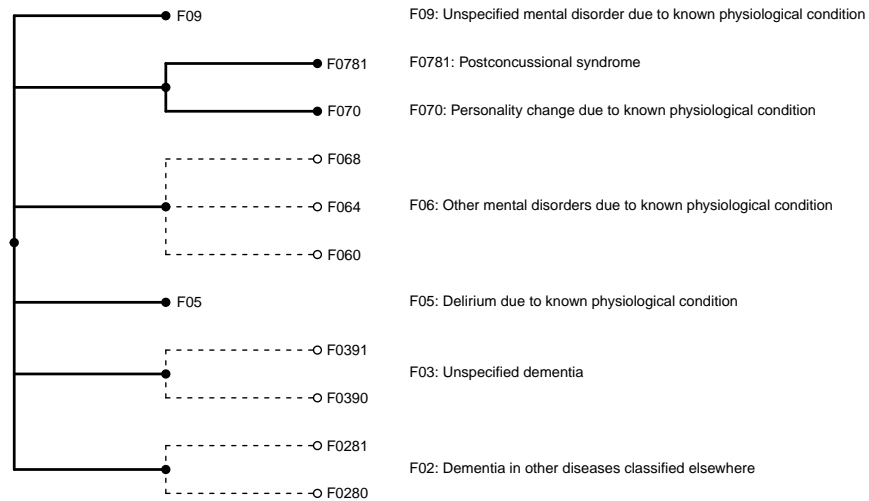 F09 F09: Unspecified mental disorder due to known physiological condition
F0781 F0781: Postconcussional syndrome
F070 F070: Personality change due to known physiological condition
F068
F064 F06: Other mental disorders due to known physiological condition
F060
F05 F05: Delirium due to known physiological condition
F0391
F03: Unspecified dementia
F0390
F0281
F02: Dementia in other diseases classified elsewhere
F0280